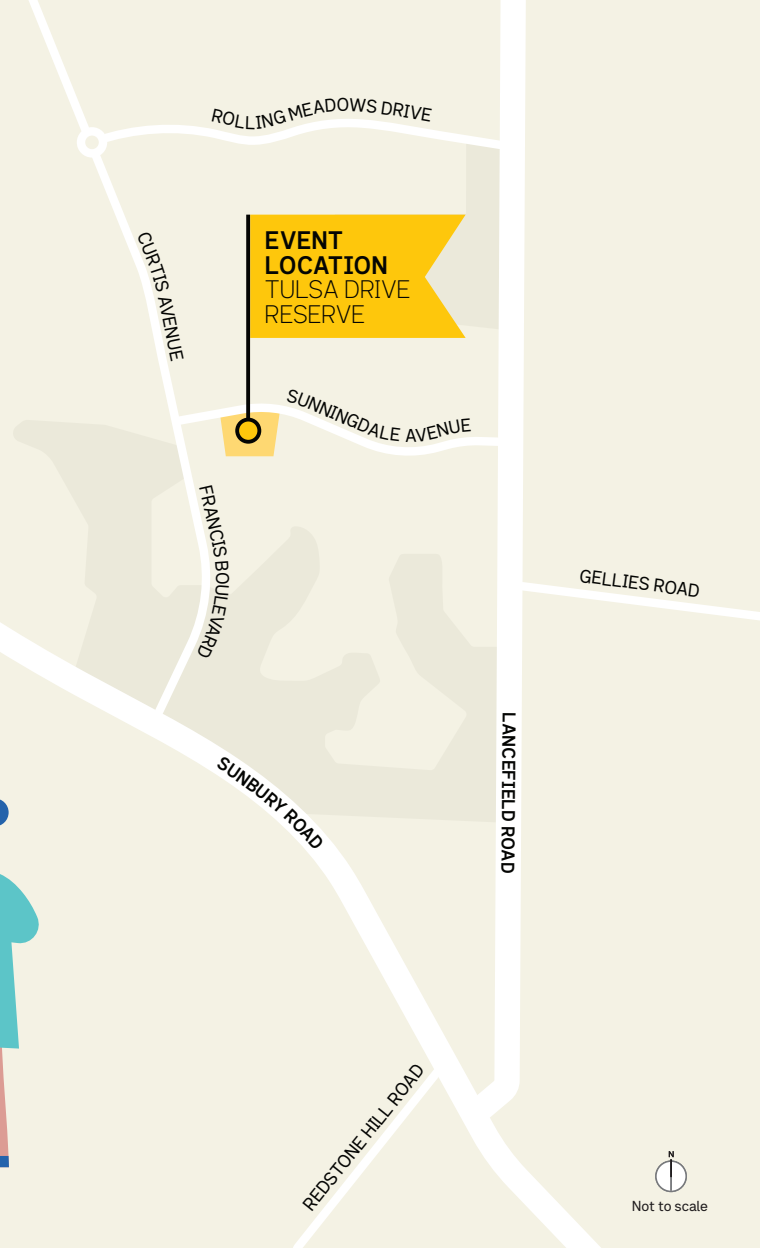 ROLLING MEADOWS DRIVE
CURTIS AVENUE
EVENT
LOCATION
TULSA DRIVE
RESERVE
SUNNINGDALE AVENUE
FRANCIS BOULEVARD
GELLIES ROAD
LANCEFIELD ROAD
SUNBURY ROAD
REDSTONE HILL ROAD
N
Not to scale